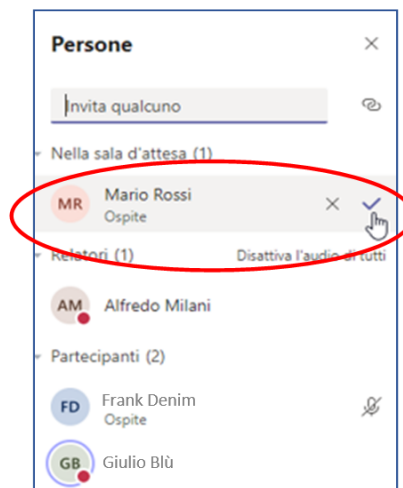 Persone
Invita qualcuno
Nella sala d'attesa (1)
MR Mario Rossi
Ospite
Relatori (1) Disattiva l'audio di tutti
AM Alfredo Milani
Partecipanti (2)
FD Frank Denim
Ospite
GB Giulio Blù